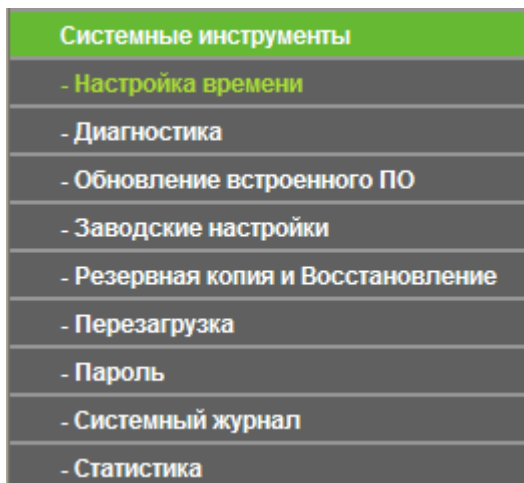 Системные инструменты
- Настройка времени
- Диагностика
- Обновление встроенного ПО
- Заводские настройки
- Резервная копия и Восстановление
- Перезагрузка
- Пароль
- Системный журнал
- Статистика